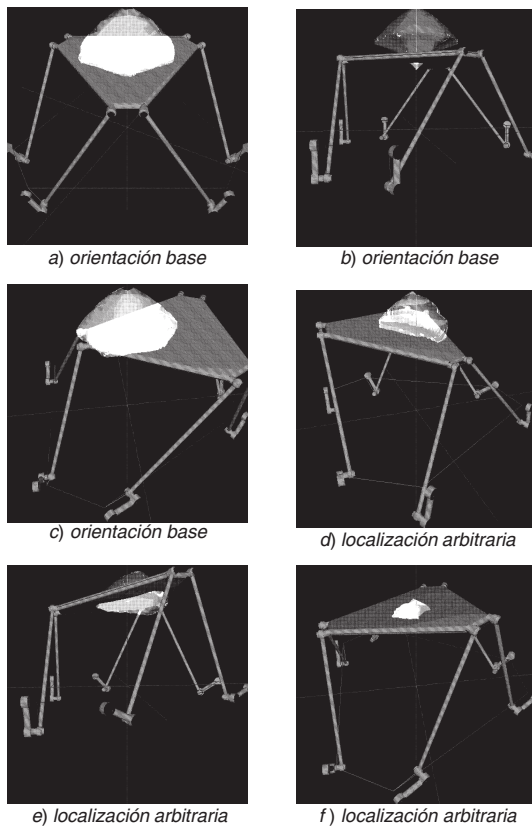 a) orientación base
b) orientación base
c) orientación base
d) localización arbitraria
e) localización arbitraria
f ) localización arbitraria